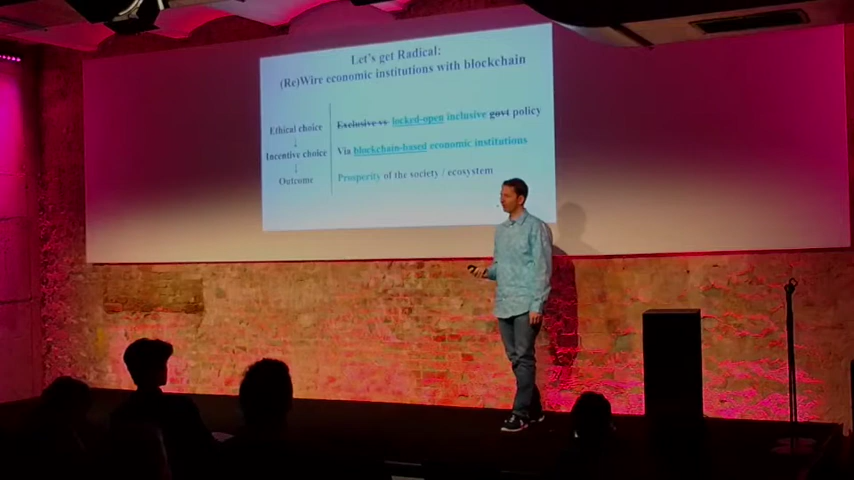 Let's get Radical:
(Re)Wire economic institutions with blockchain
Ethical choice
Exclusive vs locked-open inclusive govt policy
↓
Incentive choice
Via blockchain-based economic institutions
↓
Outcome
Prosperity of the society / ecosystem